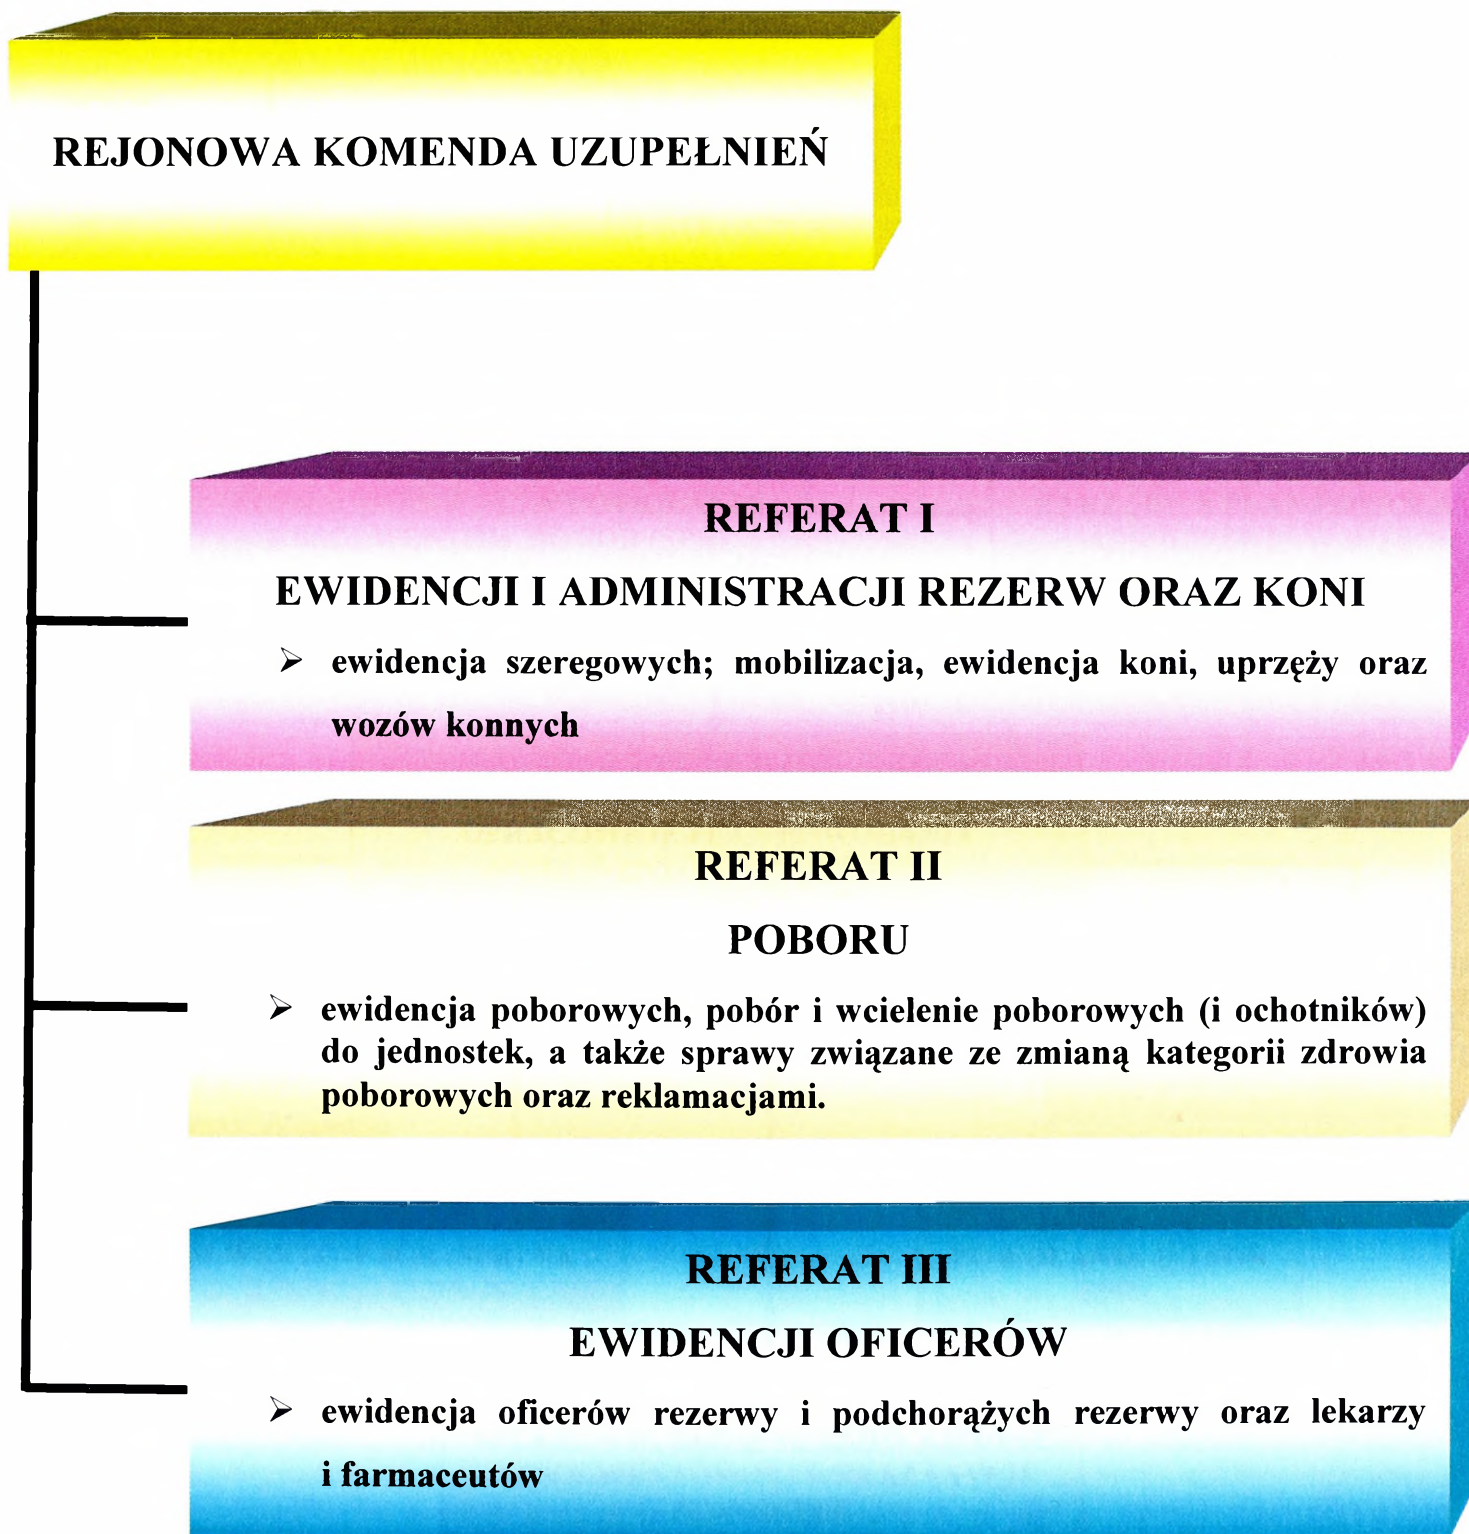 REJONOWA KOMENDA UZUPEŁNIEŃ
REFERAT I
EWIDENCJI I ADMINISTRACJI REZERW ORAZ KONI
➢ ewidencja szeregowych; mobilizacja, ewidencja koni, uprzęży oraz
wozów konnych
REFERAT II
POBORU
➢ ewidencja poborowych, pobór i wcielenie poborowych (i ochotników)
do jednostek, a także sprawy związane ze zmianą kategorii zdrowia
poborowych oraz reklamacjami.
REFERAT III
EWIDENCJI OFICERÓW
➢ ewidencja oficerów rezerwy i podchorążych rezerwy oraz lekarzy
i farmaceutów